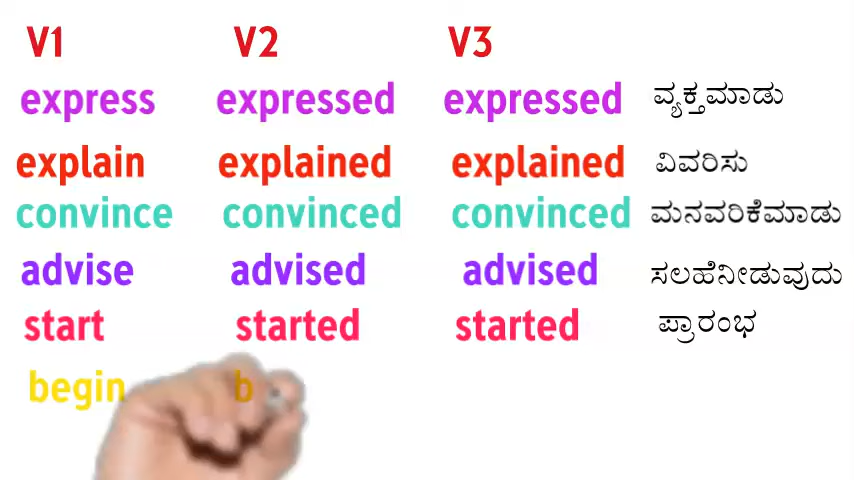 V1 V2 V3
express expressed expressed ವ್ಯಕ್ತಮಾಡು
explain explained explained ವಿವರಿಸು
convince convinced convinced ಮನವರಿಕೆಮಾಡು
advise advised advised ಸಲಹೆನೀಡುವುದು
start started started ಪ್ರಾರಂಭ
begin b